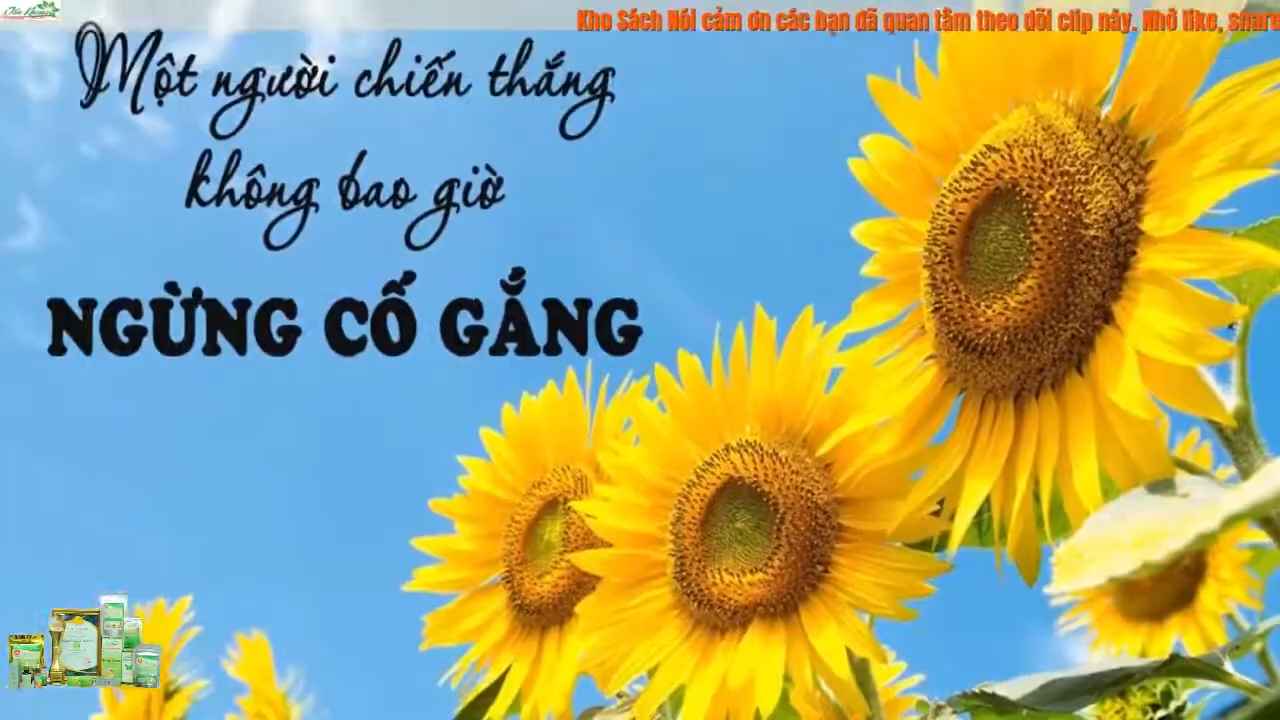 Kho Sách Nói cảm ơn các bạn đã quan tâm theo dõi clip này. Nhớ like, share
Một người chiến thắng
không bao giờ
NGỪNG CỐ GẮNG